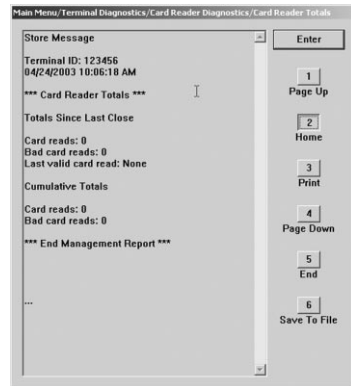 Main Menu/Terminal Diagnostics/Card Reader Diagnostics/Card Reader Totals
Store Message
Terminal ID: 123456
04/24/2003 10:06:18 AM
*** Card Reader Totals ***
Totals Since Last Close
Card reads: 0
Bad card reads: 0
Last valid card read: None
Cumulative Totals
Card reads: 0
Bad card reads: 0
*** End Management Report ***
...
Enter
1
Page Up
2
Home
3
Print
4
Page Down
5
End
6
Save To File